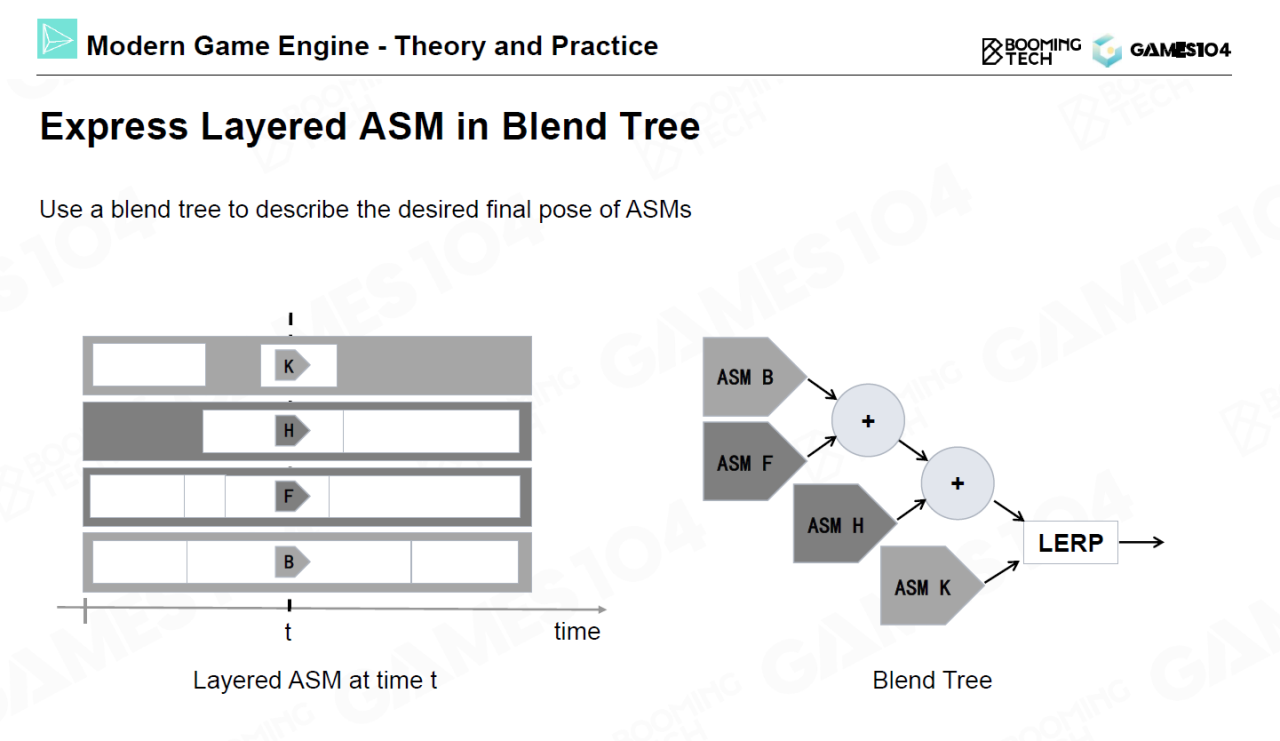 Modern Game Engine - Theory and Practice
BOOMING
TECH
GAMES104
Express Layered ASM in Blend Tree
Use a blend tree to describe the desired final pose of ASMs
K
H
F
B
t
time
Layered ASM at time t
ASM B
+
ASM F
+
ASM H
LERP
ASM K
Blend Tree